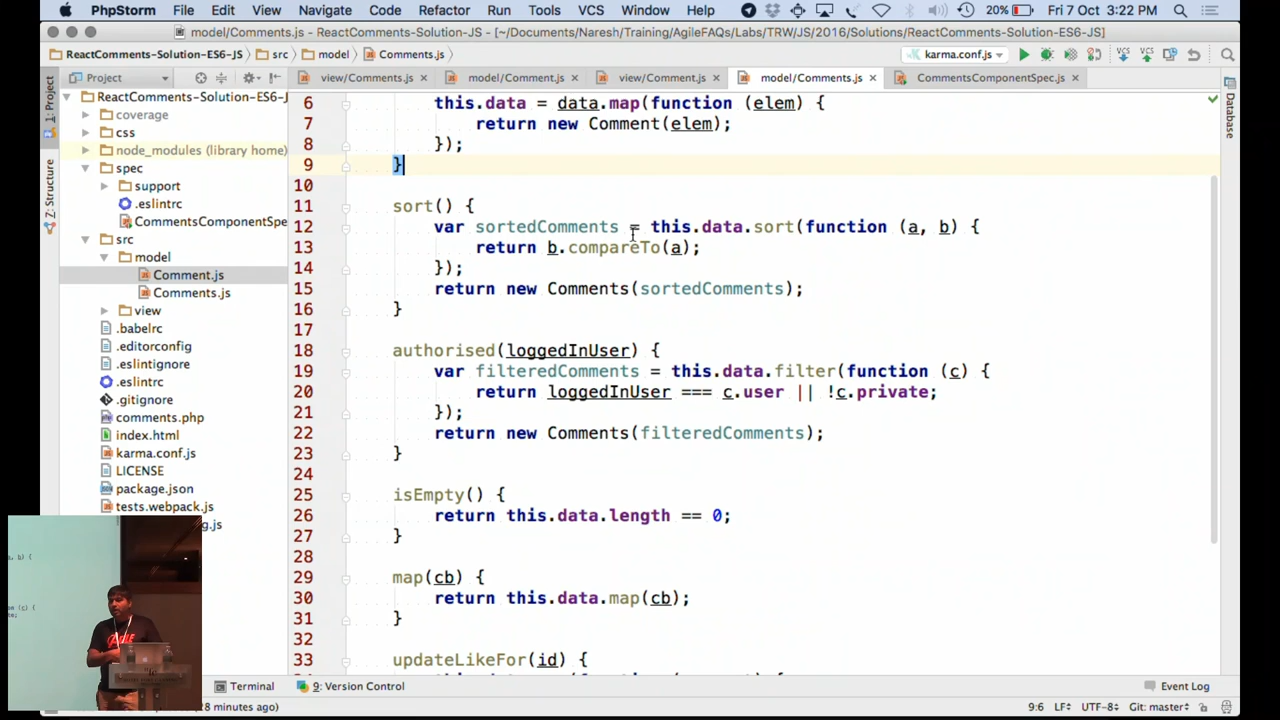 PhpStorm File Edit View Navigate Code Refactor Run Tools VCS Window Help 20% Fri 7 Oct 3:22 PM
model/Comments.js - ReactComments-Solution-JS - [~/Documents/Naresh/Training/AgileFAQs/Labs/TRW/JS/2016/Solutions/ReactComments-Solution-ES6-JS]
ReactComments-Solution-ES6-JS src model Comments.js karma.conf.js
Project view/Comments.js model/Comment.js view/Comment.js model/Comments.js CommentsComponentSpec.js
1: Project
Z: Structure
Database
ReactComments-Solution-ES6-J
coverage
css
node_modules (library home)
spec
support
.eslintrc
CommentsComponentSpe
src
model
Comment.js
Comments.js
view
.babelrc
.editorconfig
.eslintignore
.eslintrc
.gitignore
comments.php
index.html
karma.conf.js
LICENSE
package.json
tests.webpack.js
g.js
6 this.data = data.map(function (elem) {
7 return new Comment(elem);
8 });
9 }
10
11 sort() {
12 var sortedComments = this.data.sort(function (a, b) {
13 return b.compareTo(a);
14 });
15 return new Comments(sortedComments);
16 }
17
18 authorised(loggedInUser) {
19 var filteredComments = this.data.filter(function (c) {
20 return loggedInUser === c.user || !c.private;
21 });
22 return new Comments(filteredComments);
23 }
24
25 isEmpty() {
26 return this.data.length == 0;
27 }
28
29 map(cb) {
30 return this.data.map(cb);
31 }
32
33 updateLikeFor(id) {
Terminal 9: Version Control Event Log
minutes ago) 9:6 LF÷ UTF-8÷ Git: master÷